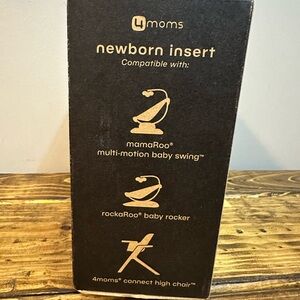 4moms
newborn insert
Compatible with:
mamaRoo®
multi-motion baby swing™
rockaRoo® baby rocker
4moms® connect high chair™